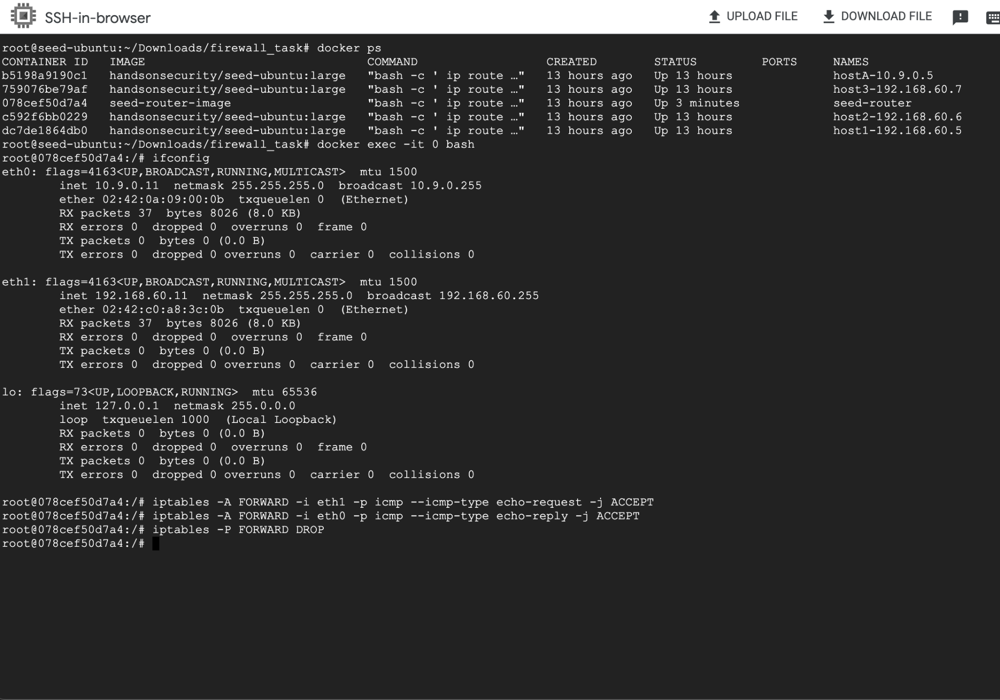 SSH-in-browser
UPLOAD FILE
DOWNLOAD FILE
root@seed-ubuntu:~/Downloads/firewall_task# docker ps
CONTAINER ID   IMAGE                               COMMAND                  CREATED        STATUS         PORTS     NAMES
b5198a9190c1   handsonsecurity/seed-ubuntu:large   "bash -c ' ip route …"   13 hours ago   Up 13 hours              hostA-10.9.0.5
759076be79af   handsonsecurity/seed-ubuntu:large   "bash -c ' ip route …"   13 hours ago   Up 13 hours              host3-192.168.60.7
078cef50d7a4   seed-router-image                   "bash -c ' ip route …"   13 hours ago   Up 3 minutes             seed-router
c592f6bb0229   handsonsecurity/seed-ubuntu:large   "bash -c ' ip route …"   13 hours ago   Up 13 hours              host2-192.168.60.6
dc7de1864db0   handsonsecurity/seed-ubuntu:large   "bash -c ' ip route …"   13 hours ago   Up 13 hours              host1-192.168.60.5
root@seed-ubuntu:~/Downloads/firewall_task# docker exec -it 0 bash
root@078cef50d7a4:/# ifconfig
eth0: flags=4163<UP,BROADCAST,RUNNING,MULTICAST>  mtu 1500
        inet 10.9.0.11  netmask 255.255.255.0  broadcast 10.9.0.255
        ether 02:42:0a:09:00:0b  txqueuelen 0  (Ethernet)
        RX packets 37  bytes 8026 (8.0 KB)
        RX errors 0  dropped 0  overruns 0  frame 0
        TX packets 0  bytes 0 (0.0 B)
        TX errors 0  dropped 0 overruns 0  carrier 0  collisions 0
eth1: flags=4163<UP,BROADCAST,RUNNING,MULTICAST>  mtu 1500
        inet 192.168.60.11  netmask 255.255.255.0  broadcast 192.168.60.255
        ether 02:42:c0:a8:3c:0b  txqueuelen 0  (Ethernet)
        RX packets 37  bytes 8026 (8.0 KB)
        RX errors 0  dropped 0  overruns 0  frame 0
        TX packets 0  bytes 0 (0.0 B)
        TX errors 0  dropped 0 overruns 0  carrier 0  collisions 0
lo: flags=73<UP,LOOPBACK,RUNNING>  mtu 65536
        inet 127.0.0.1  netmask 255.0.0.0
        loop  txqueuelen 1000  (Local Loopback)
        RX packets 0  bytes 0 (0.0 B)
        RX errors 0  dropped 0  overruns 0  frame 0
        TX packets 0  bytes 0 (0.0 B)
        TX errors 0  dropped 0 overruns 0  carrier 0  collisions 0
root@078cef50d7a4:/# iptables -A FORWARD -i eth1 -p icmp --icmp-type echo-request -j ACCEPT
root@078cef50d7a4:/# iptables -A FORWARD -i eth0 -p icmp --icmp-type echo-reply -j ACCEPT
root@078cef50d7a4:/# iptables -P FORWARD DROP
root@078cef50d7a4:/#